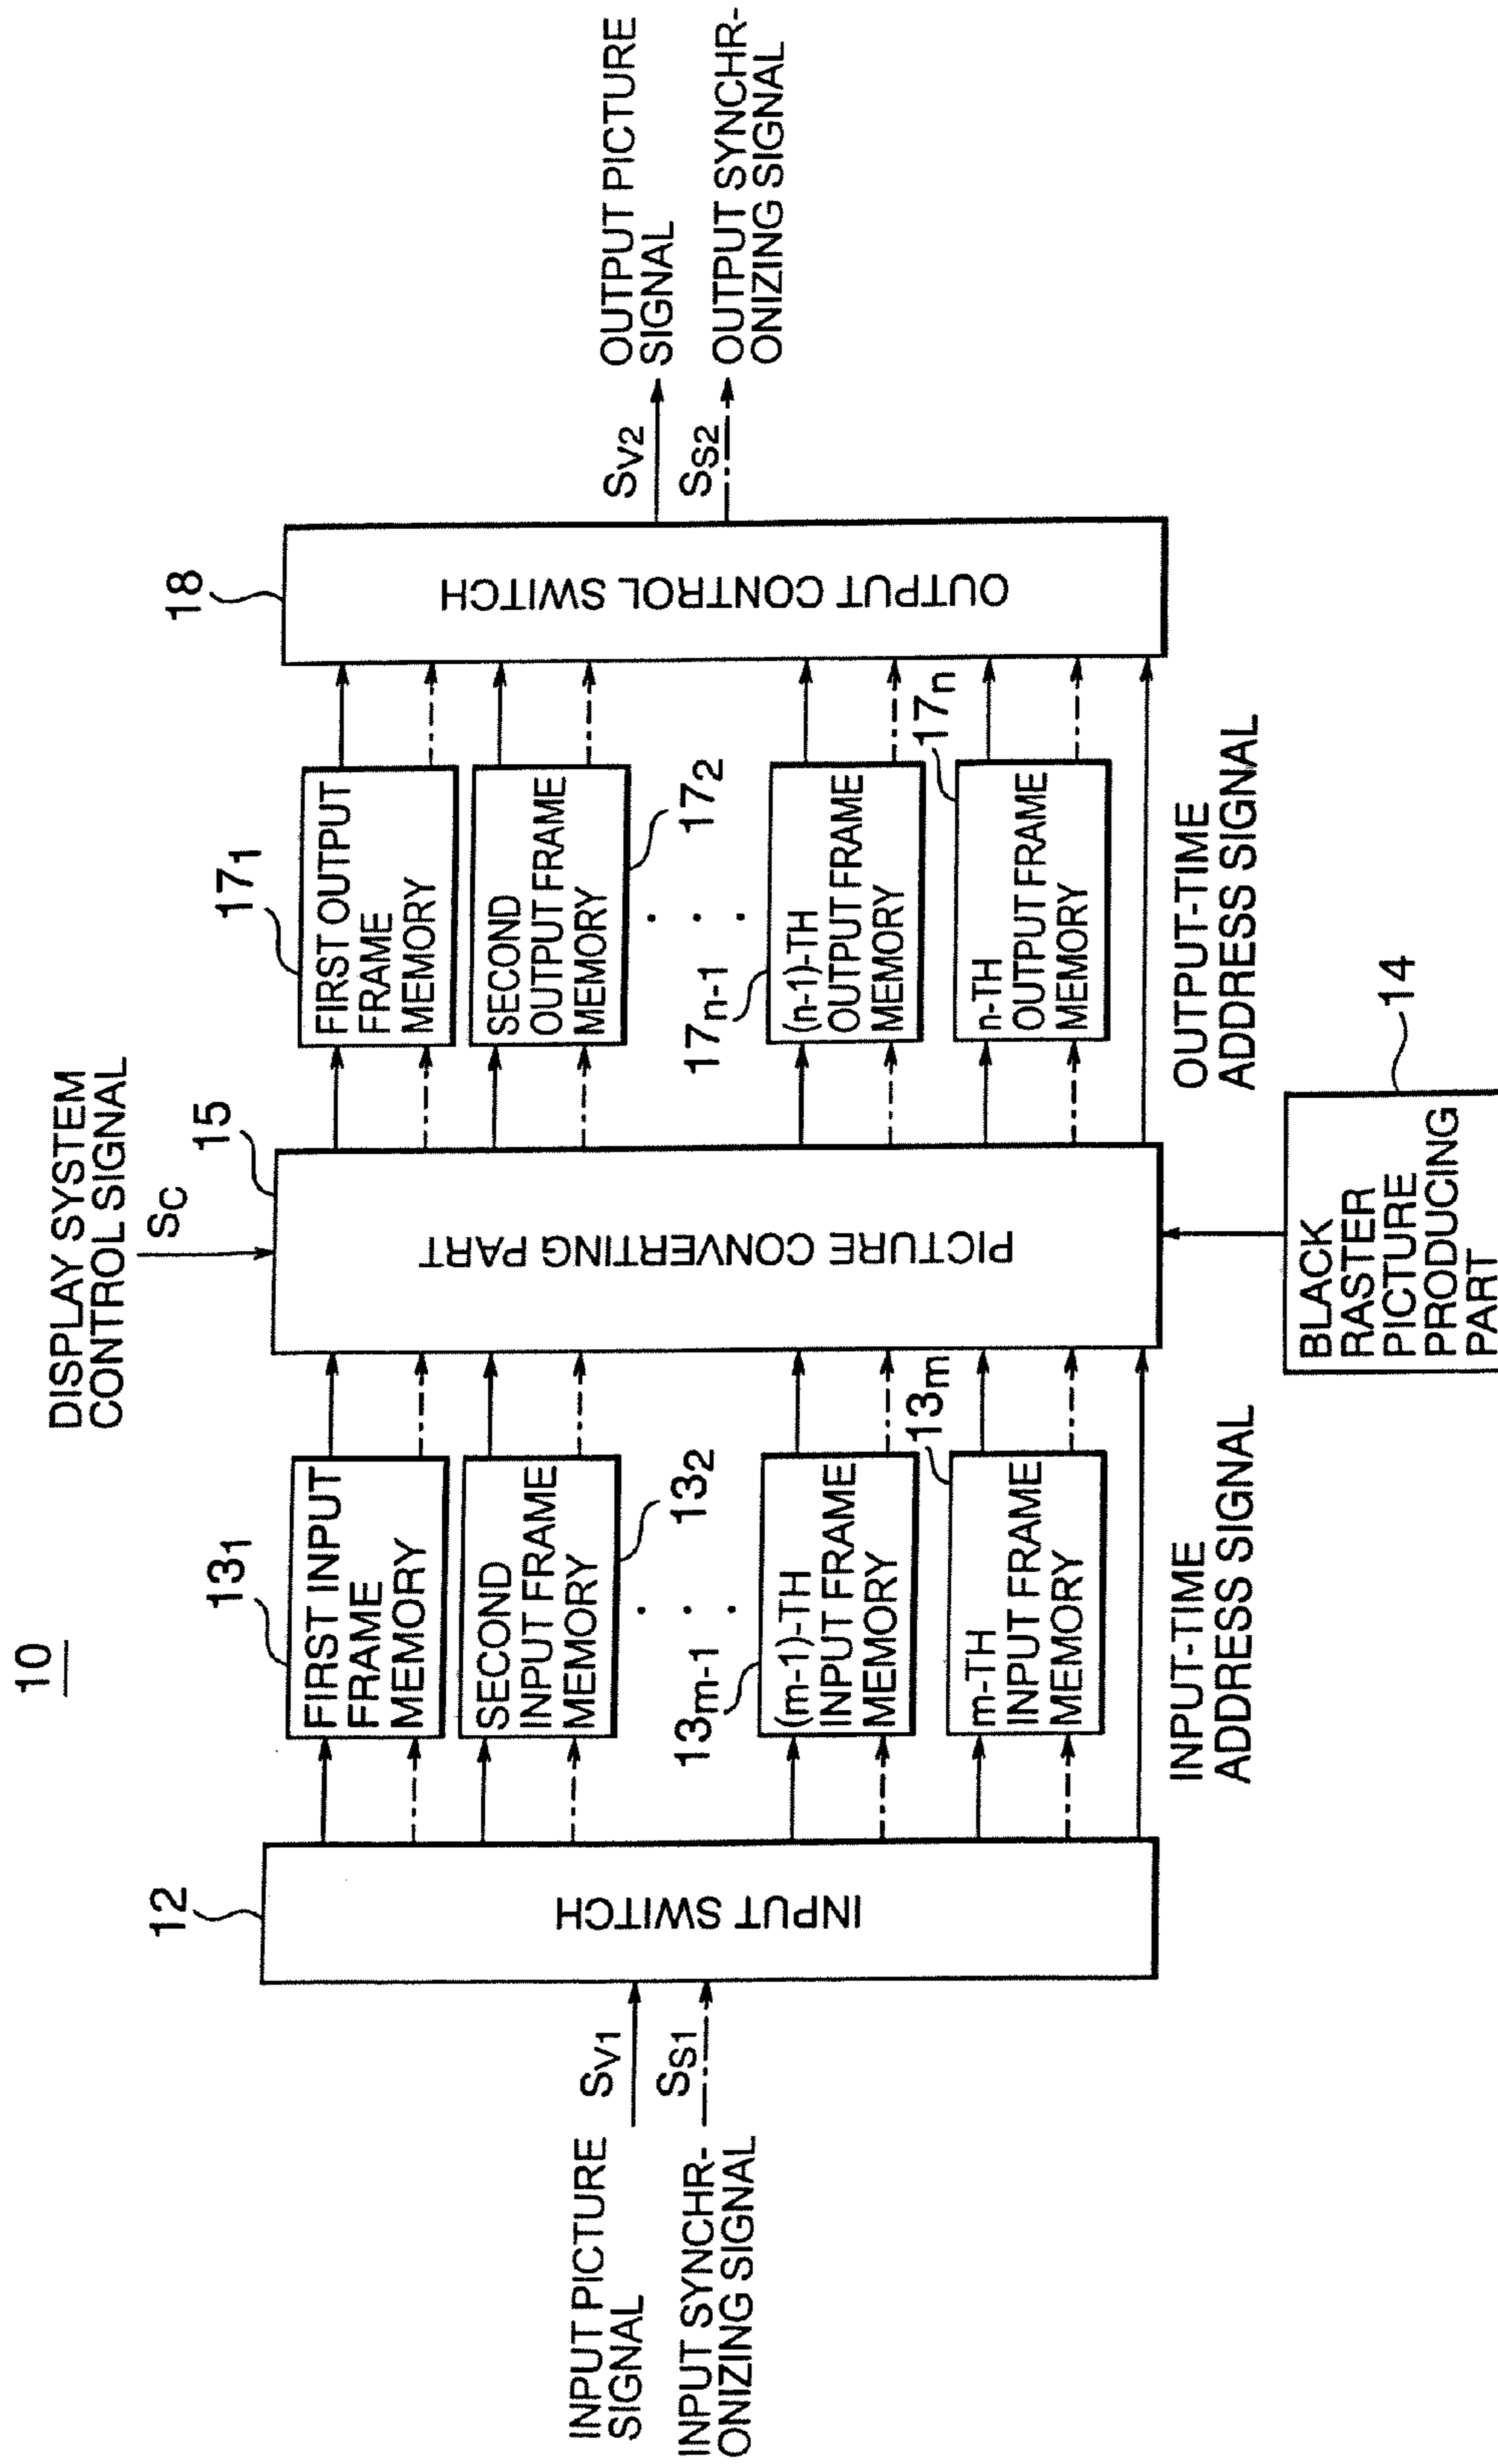 10
DISPLAY SYSTEM
CONTROL SIGNAL
SC
INPUT PICTURE
SIGNAL
SV1
INPUT SYNCHR-
ONIZING SIGNAL
SS1
12
INPUT SWITCH
131
FIRST INPUT
FRAME
MEMORY
SECOND
INPUT FRAME
MEMORY
132
. . .
13m-1
(m-1)-TH
INPUT FRAME
MEMORY
13m
m-TH
INPUT FRAME
MEMORY
INPUT-TIME
ADDRESS SIGNAL
15
PICTURE CONVERTING PART
14
BLACK
RASTER
PICTURE
PRODUCING
PART
171
FIRST OUTPUT
FRAME
MEMORY
SECOND
OUTPUT FRAME
MEMORY
172
. . .
17n-1
(n-1)-TH
OUTPUT FRAME
MEMORY
17n
n-TH
OUTPUT FRAME
MEMORY
OUTPUT-TIME
ADDRESS SIGNAL
18
OUTPUT CONTROL SWITCH
SV2
OUTPUT PICTURE
SIGNAL
SS2
OUTPUT SYNCHR-
ONIZING SIGNAL